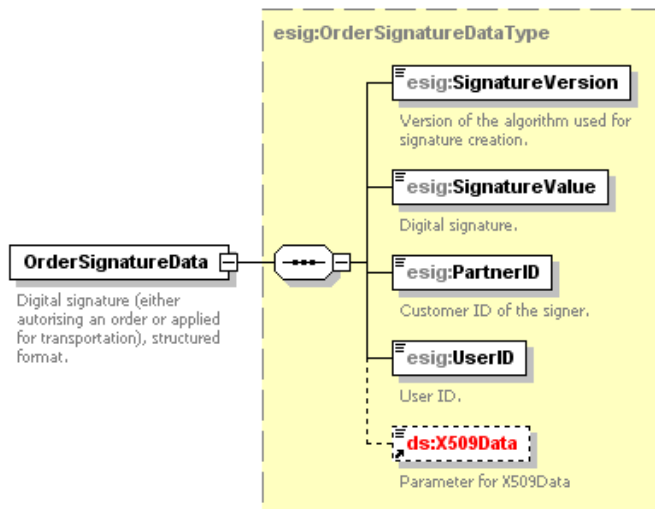 esig:OrderSignatureDataType
esig:SignatureVersion
Version of the algorithm used for
signature creation.
esig:SignatureValue
Digital signature.
OrderSignatureData
Digital signature (either
autorising an order or applied
for transportation), structured
format.
esig:PartnerID
Customer ID of the signer.
esig:UserID
User ID.
ds:X509Data
Parameter for X509Data